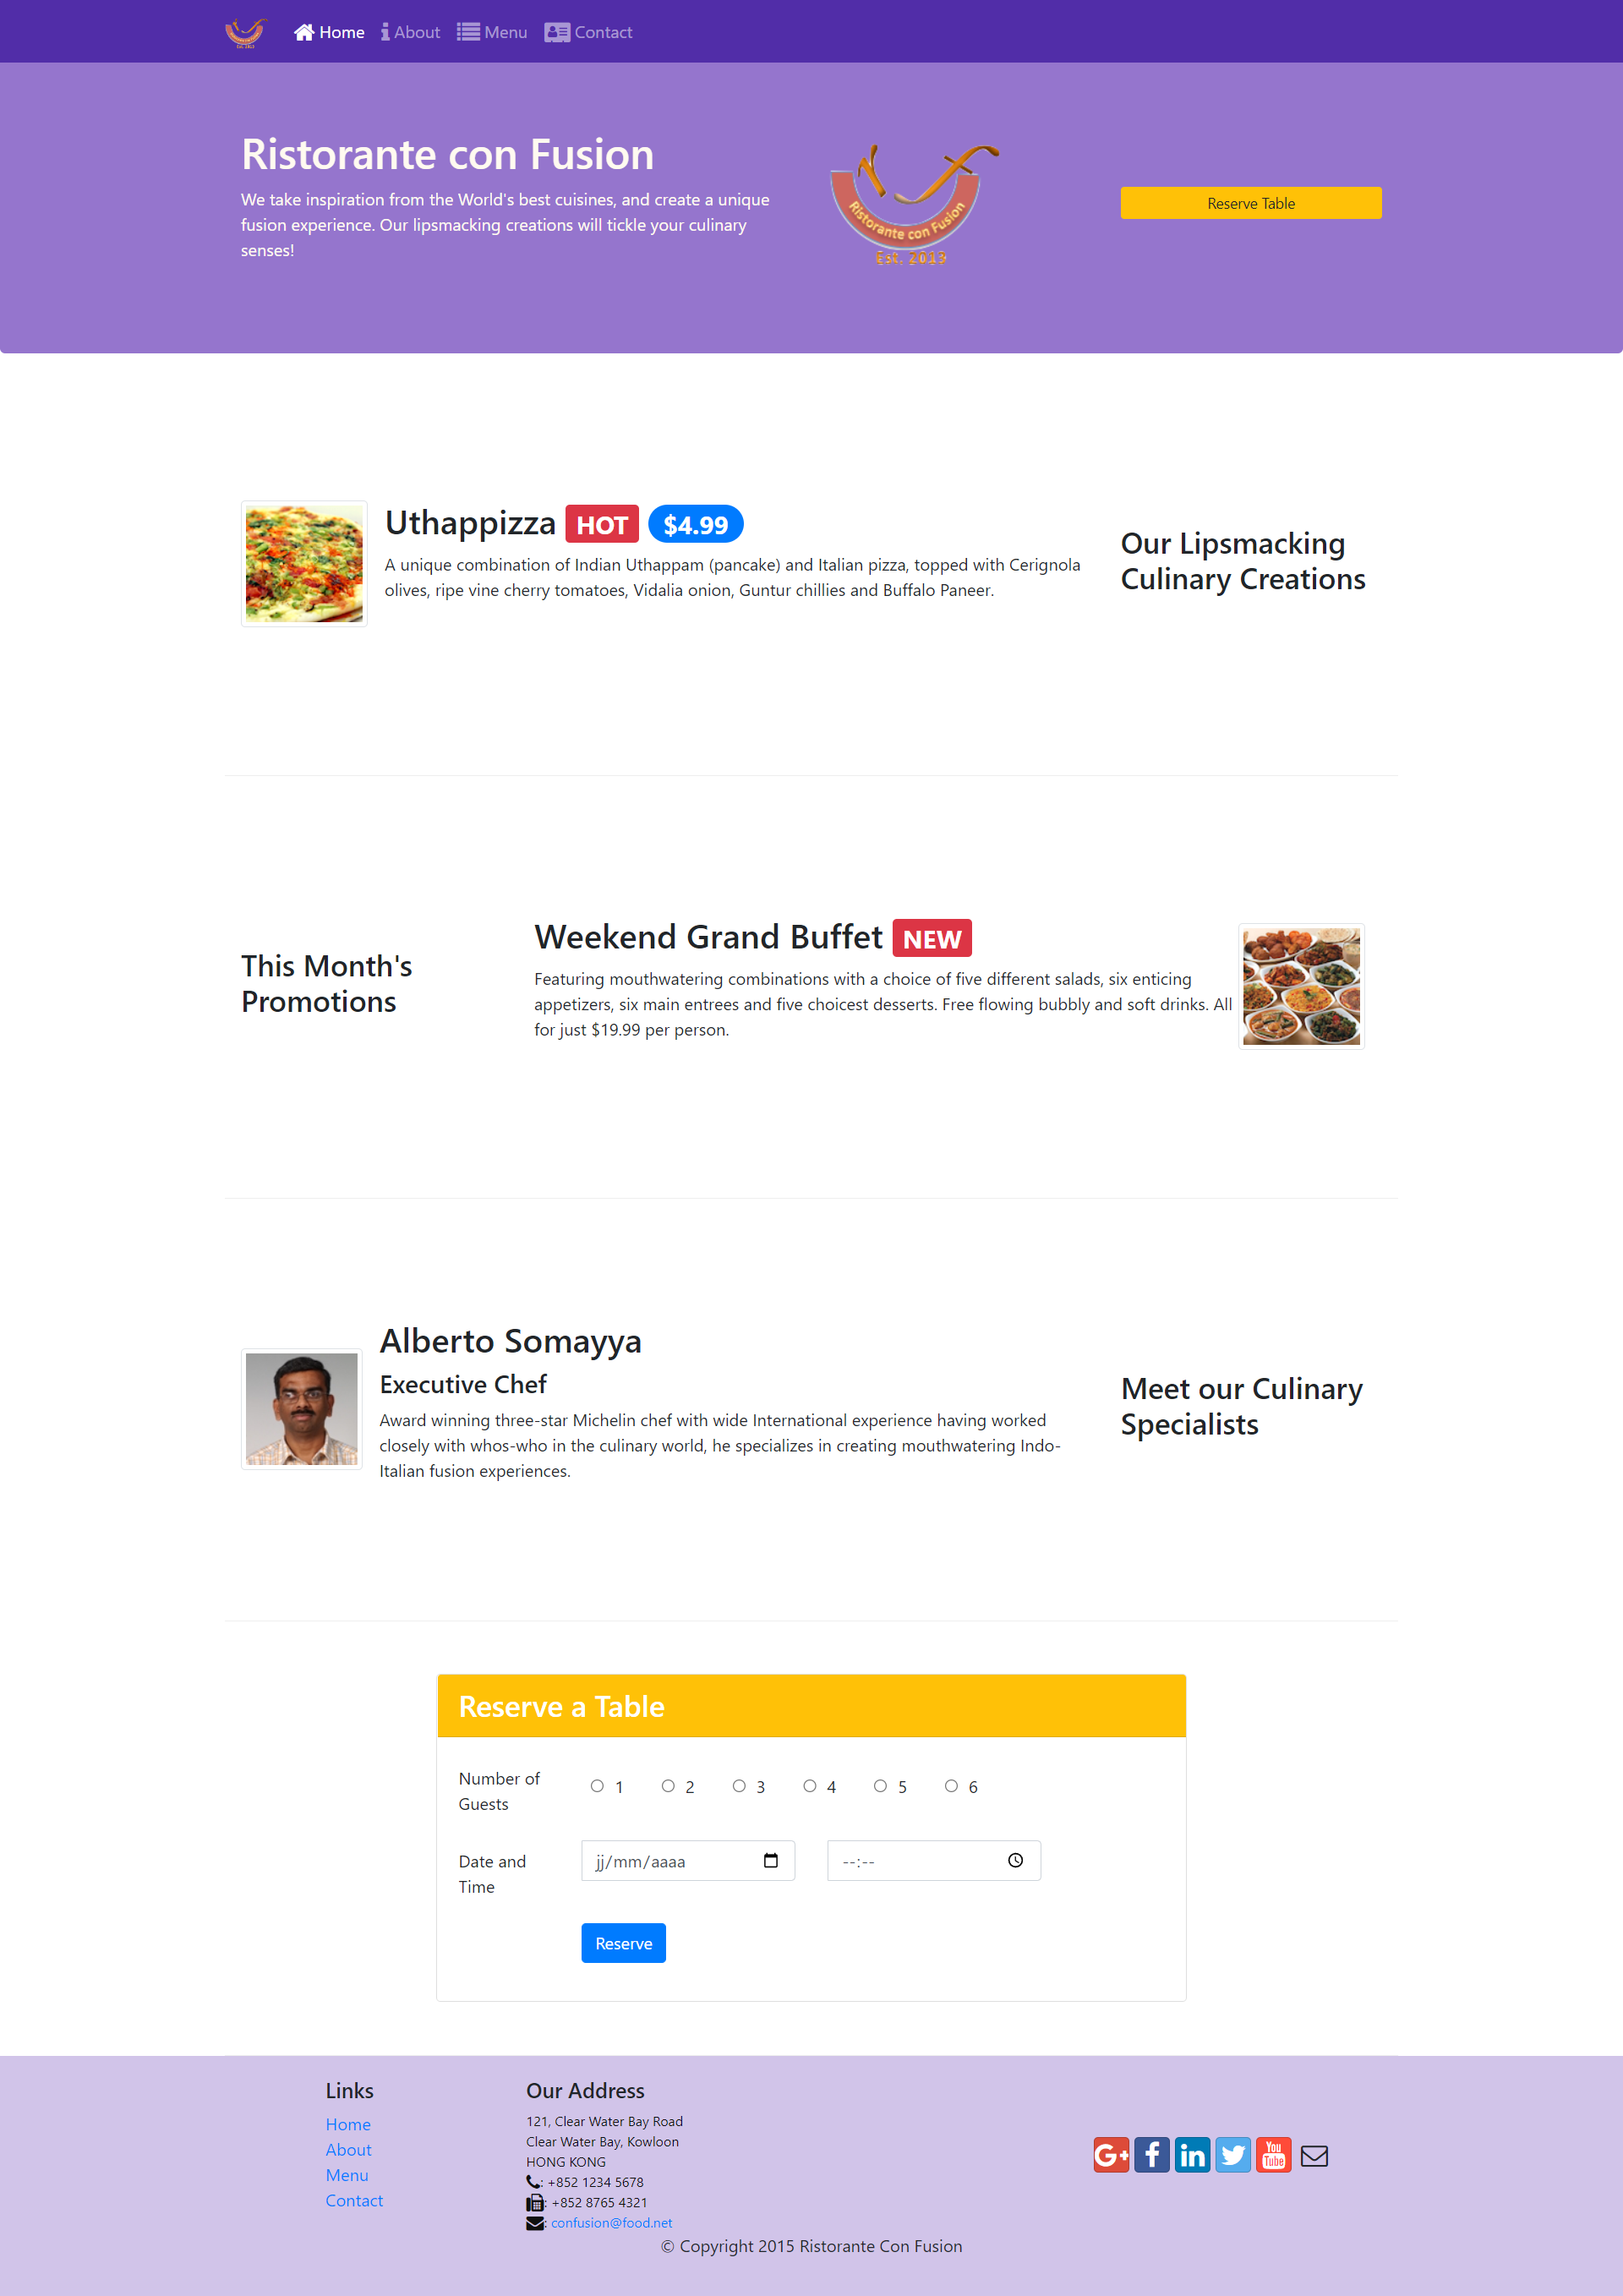 Home About Menu Contact
Ristorante con Fusion
We take inspiration from the World's best cuisines, and create a unique
fusion experience. Our lipsmacking creations will tickle your culinary
senses!
Ristorante con Fusion
Est. 2013
Reserve Table
Uthappizza HOT $4.99
A unique combination of Indian Uthappam (pancake) and Italian pizza, topped with Cerignola
olives, ripe vine cherry tomatoes, Vidalia onion, Guntur chillies and Buffalo Paneer.
Our Lipsmacking
Culinary Creations
This Month's
Promotions
Weekend Grand Buffet NEW
Featuring mouthwatering combinations with a choice of five different salads, six enticing
appetizers, six main entrees and five choicest desserts. Free flowing bubbly and soft drinks. All
for just $19.99 per person.
Alberto Somayya
Executive Chef
Award winning three-star Michelin chef with wide International experience having worked
closely with whos-who in the culinary world, he specializes in creating mouthwatering Indo-
Italian fusion experiences.
Meet our Culinary
Specialists
Reserve a Table
Number of
Guests
1 2 3 4 5 6
Date and
Time
jj/mm/aaaa
--:--
Reserve
Links
Home
About
Menu
Contact
Our Address
121, Clear Water Bay Road
Clear Water Bay, Kowloon
HONG KONG
: +852 1234 5678
: +852 8765 4321
: confusion@food.net
G+ f in You Tube
© Copyright 2015 Ristorante Con Fusion